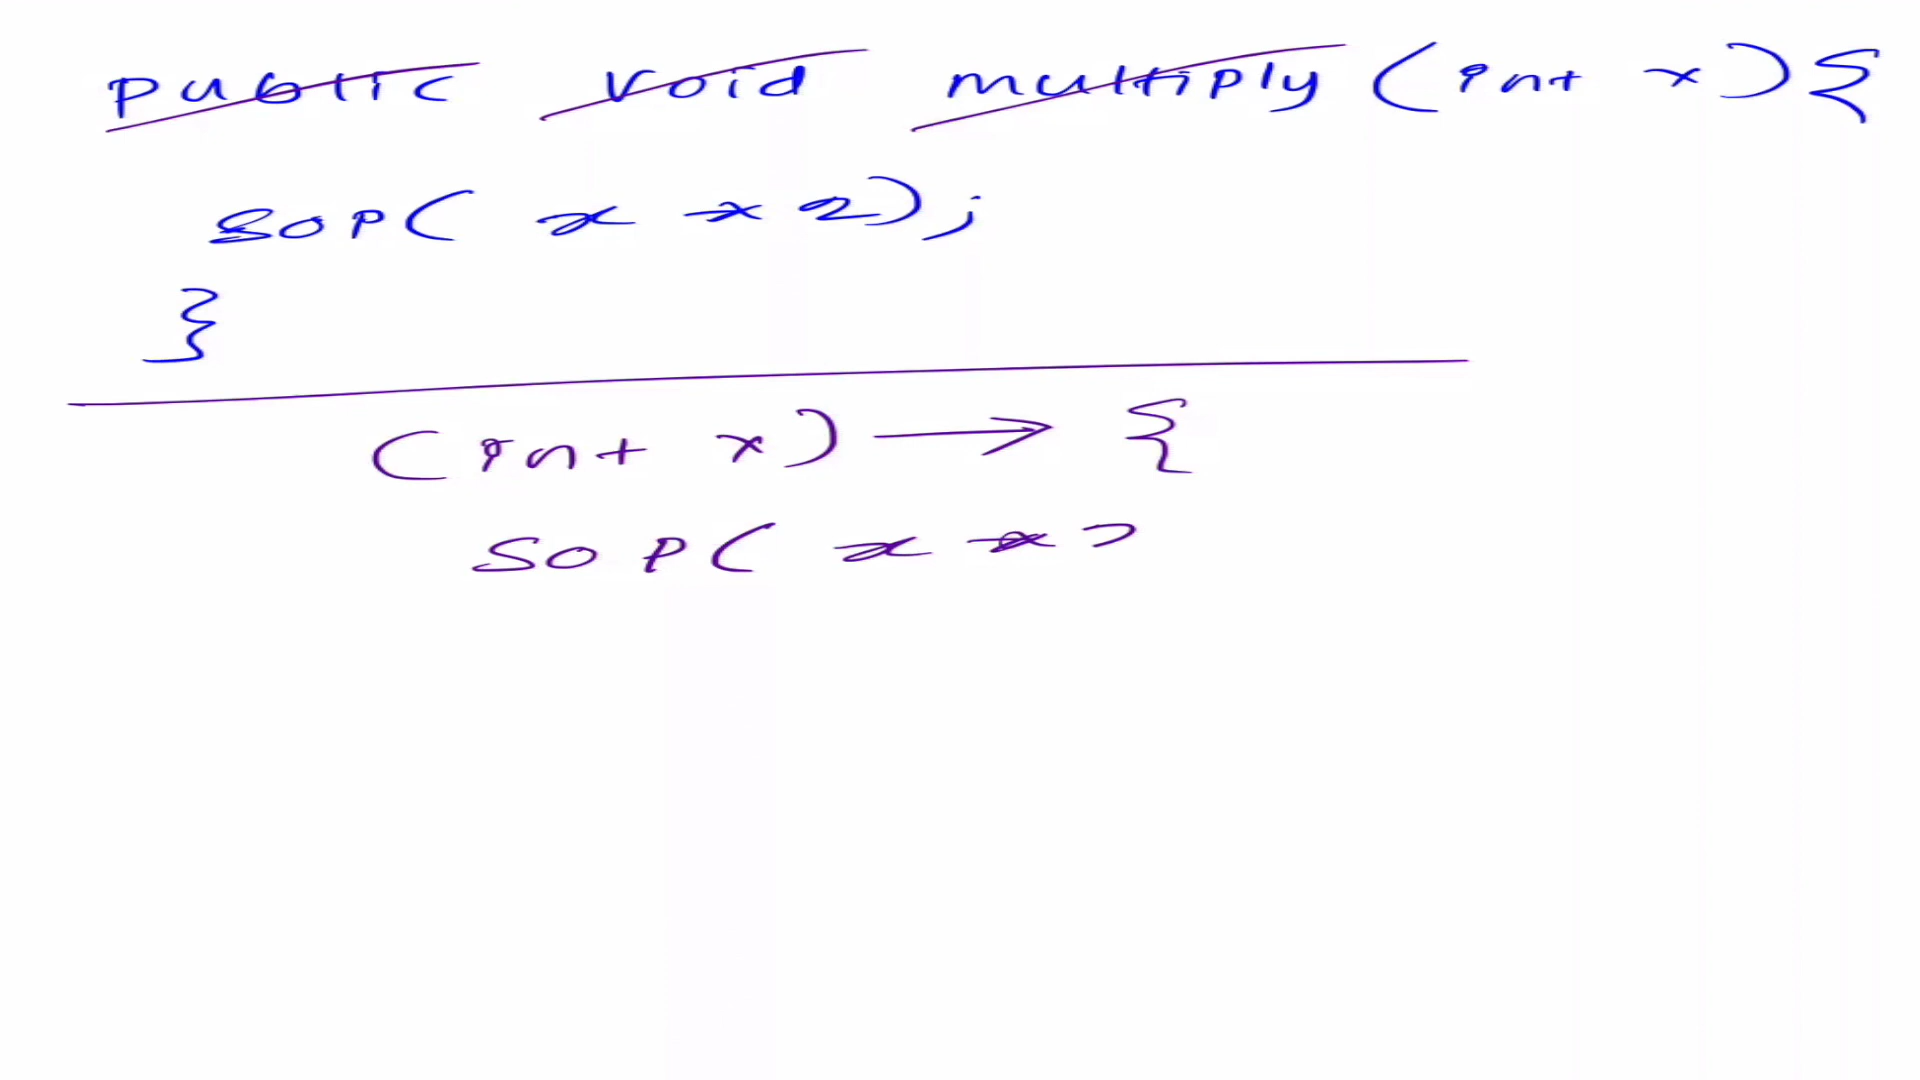 public void multiply (int x) {
sop( x * 2);
}
(int x) → {
sop( x *